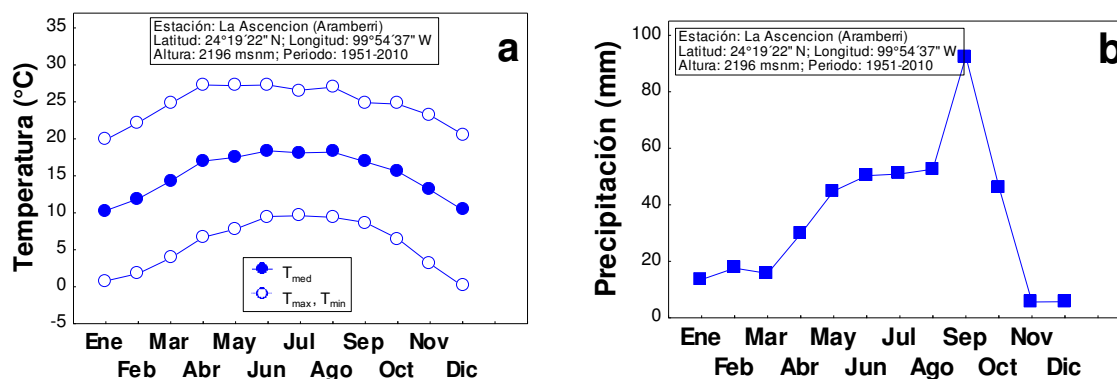 Estación: La Ascencion (Aramberri)
Latitud: 24°19´22" N; Longitud: 99°54´37" W
Altura: 2196 msnm; Periodo: 1951-2010
a
Temperatura (°C)
35
30
25
20
15
10
5
0
-5
T med
T max, T min
Ene Mar May Jul Sep Nov
Feb Abr Jun Ago Oct Dic
Estación: La Ascencion (Aramberri)
Latitud: 24°19´22" N; Longitud: 99°54´37" W
Altura: 2196 msnm; Periodo: 1951-2010
b
Precipitación (mm)
100
80
60
40
20
0
Ene Mar May Jul Sep Nov
Feb Abr Jun Ago Oct Dic